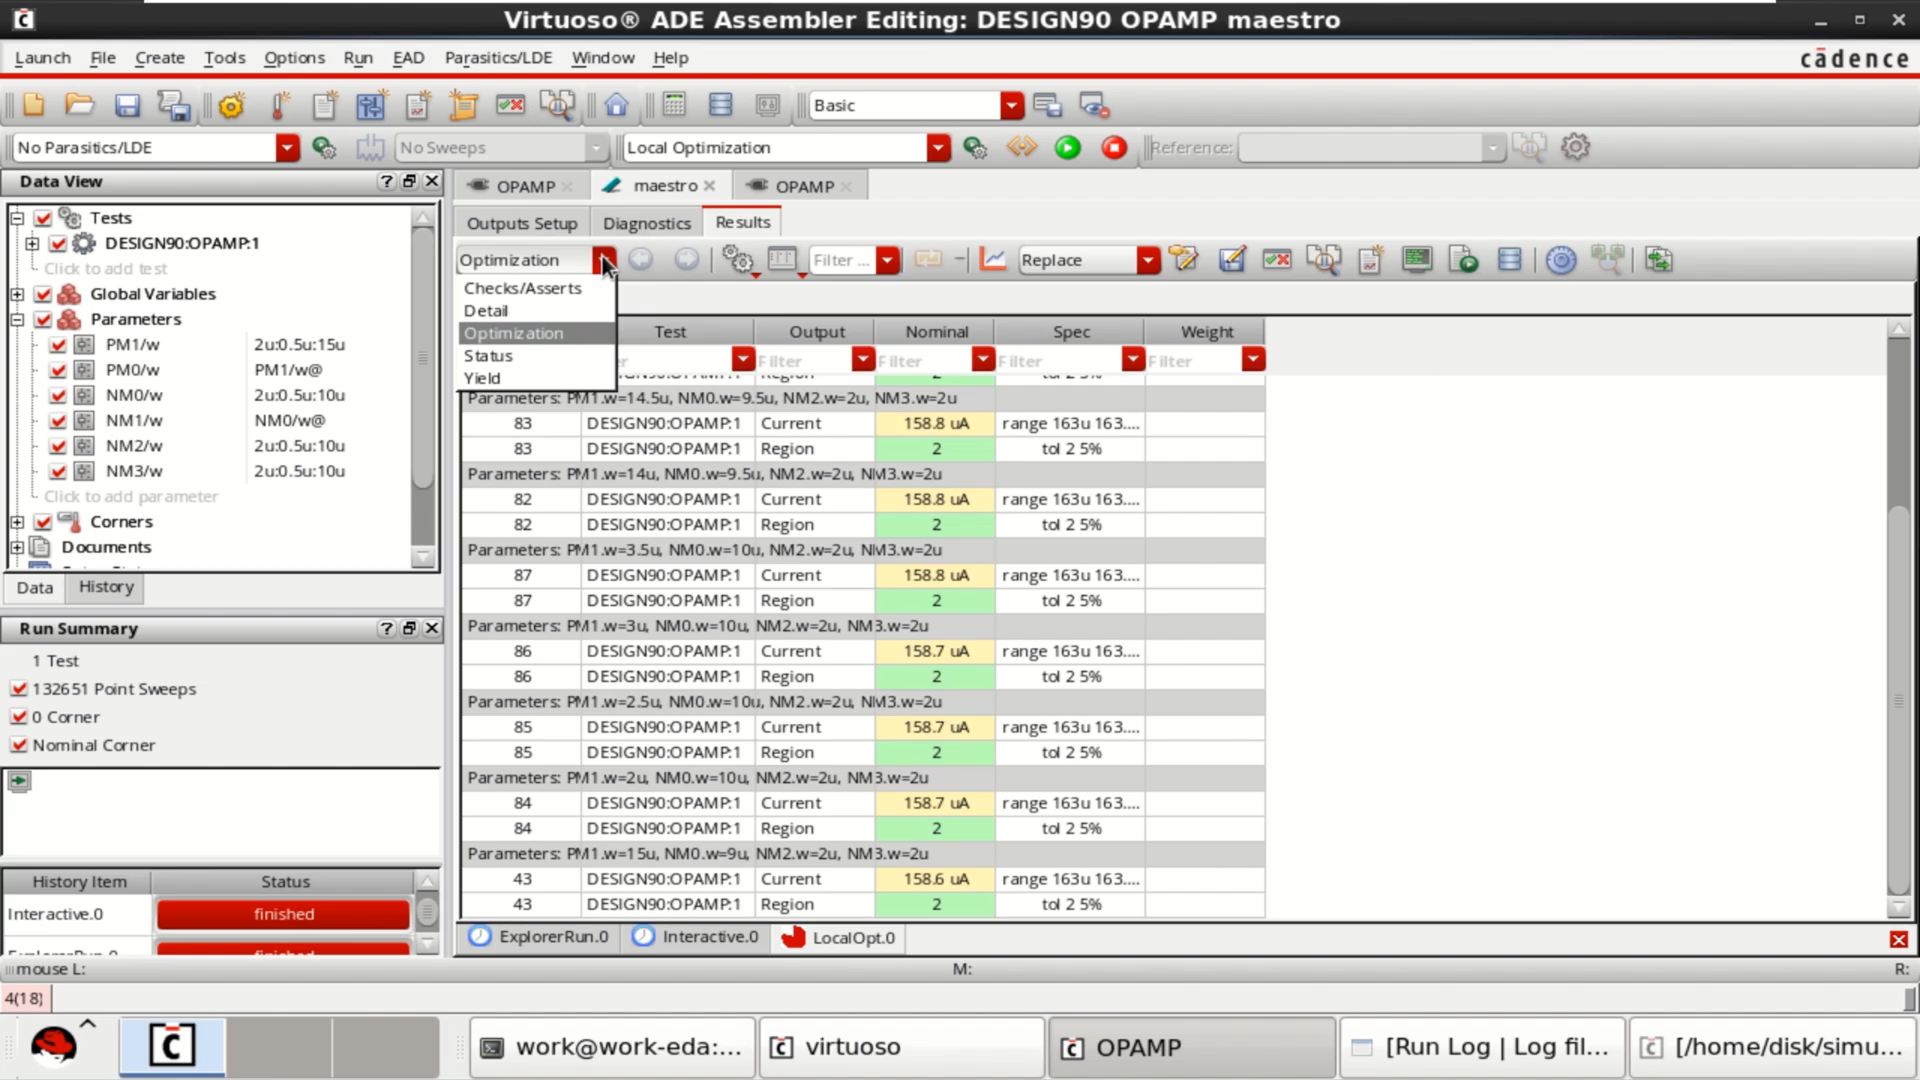 Virtuoso® ADE Assembler Editing: DESIGN90 OPAMP maestro
Launch File Create Tools Options Run EAD Parasitics/LDE Window Help
cādence
Basic
No Parasitics/LDE No Sweeps Local Optimization Reference:
Data View
Tests
DESIGN90:OPAMP:1
Click to add test
Global Variables
Parameters
PM1/w 2u:0.5u:15u
PM0/w PM1/w@
NM0/w 2u:0.5u:10u
NM1/w NM0/w@
NM2/w 2u:0.5u:10u
NM3/w 2u:0.5u:10u
Click to add parameter
Corners
Documents
Data History
Run Summary
1 Test
132651 Point Sweeps
0 Corner
Nominal Corner
History Item Status
Interactive.0 finished
OPAMP maestro OPAMP
Outputs Setup Diagnostics Results
Optimization Filter ... Replace
Checks/Asserts
Detail
Optimization
Status
Yield
Test Output Nominal Spec Weight
Filter Filter Filter Filter
Parameters: PM1.w=14.5u, NM0.w=9.5u, NM2.w=2u, NM3.w=2u
83 DESIGN90:OPAMP:1 Current 158.8 uA range 163u 163....
83 DESIGN90:OPAMP:1 Region 2 tol 2 5%
Parameters: PM1.w=14u, NM0.w=9.5u, NM2.w=2u, NM3.w=2u
82 DESIGN90:OPAMP:1 Current 158.8 uA range 163u 163....
82 DESIGN90:OPAMP:1 Region 2 tol 2 5%
Parameters: PM1.w=3.5u, NM0.w=10u, NM2.w=2u, NM3.w=2u
87 DESIGN90:OPAMP:1 Current 158.8 uA range 163u 163....
87 DESIGN90:OPAMP:1 Region 2 tol 2 5%
Parameters: PM1.w=3u, NM0.w=10u, NM2.w=2u, NM3.w=2u
86 DESIGN90:OPAMP:1 Current 158.7 uA range 163u 163....
86 DESIGN90:OPAMP:1 Region 2 tol 2 5%
Parameters: PM1.w=2.5u, NM0.w=10u, NM2.w=2u, NM3.w=2u
85 DESIGN90:OPAMP:1 Current 158.7 uA range 163u 163....
85 DESIGN90:OPAMP:1 Region 2 tol 2 5%
Parameters: PM1.w=2u, NM0.w=10u, NM2.w=2u, NM3.w=2u
84 DESIGN90:OPAMP:1 Current 158.7 uA range 163u 163....
84 DESIGN90:OPAMP:1 Region 2 tol 2 5%
Parameters: PM1.w=15u, NM0.w=9u, NM2.w=2u, NM3.w=2u
43 DESIGN90:OPAMP:1 Current 158.6 uA range 163u 163....
43 DESIGN90:OPAMP:1 Region 2 tol 2 5%
ExplorerRun.0 Interactive.0 LocalOpt.0
mouse L: M: R:
4(18)
work@work-eda:... virtuoso OPAMP [Run Log | Log fil... [/home/disk/simu...